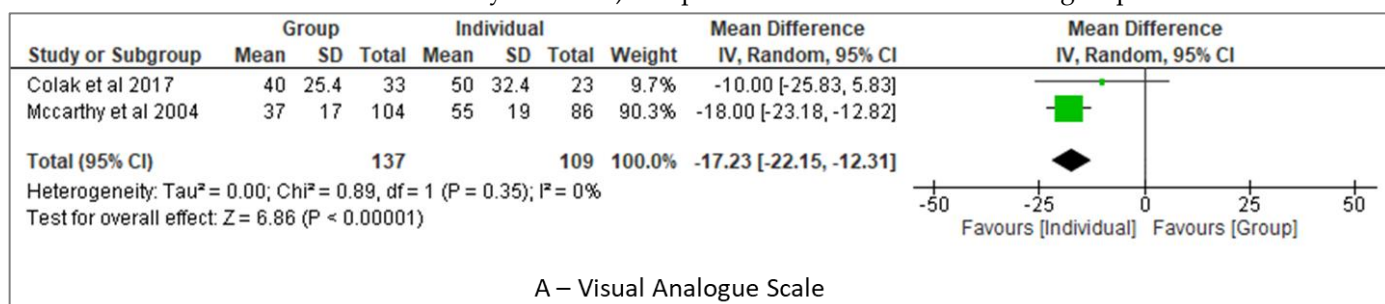 Group Individual Mean Difference Mean Difference
Study or Subgroup Mean SD Total Mean SD Total Weight IV, Random, 95% CI IV, Random, 95% CI
Colak et al 2017 40 25.4 33 50 32.4 23 9.7% -10.00 [-25.83, 5.83]
Mccarthy et al 2004 37 17 104 55 19 86 90.3% -18.00 [-23.18, -12.82]
Total (95% CI) 137 109 100.0% -17.23 [-22.15, -12.31]
Heterogeneity: Tau² = 0.00; Chi² = 0.89, df = 1 (P = 0.35); I² = 0%
Test for overall effect: Z = 6.86 (P < 0.00001)
-50 -25 0 25 50
Favours [Individual] Favours [Group]
A – Visual Analogue Scale